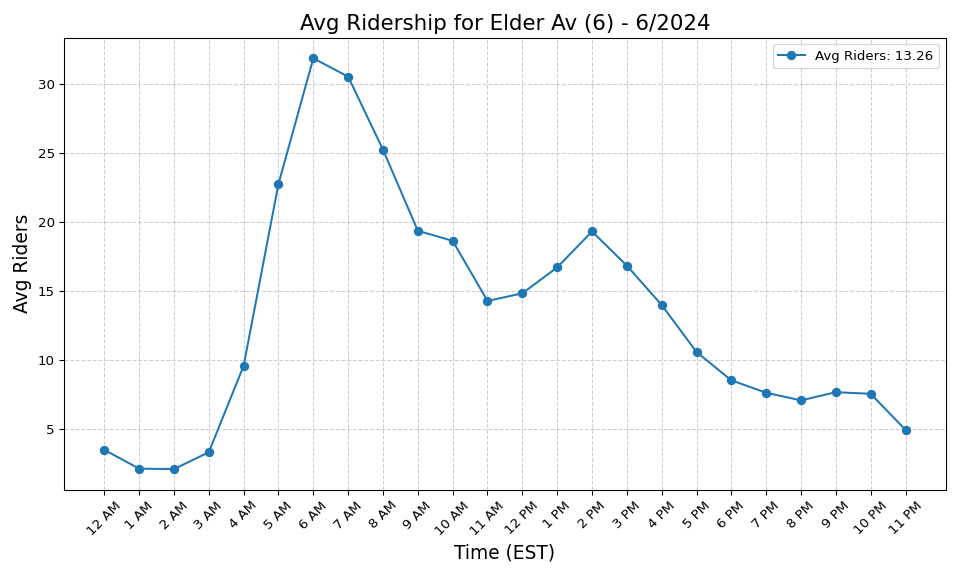 Avg Ridership for Elder Av (6) - 6/2024
Avg Riders: 13.26
Avg Riders
30
25
20
15
10
5
12 AM 1 AM 2 AM 3 AM 4 AM 5 AM 6 AM 7 AM 8 AM 9 AM 10 AM 11 AM 12 PM 1 PM 2 PM 3 PM 4 PM 5 PM 6 PM 7 PM 8 PM 9 PM 10 PM 11 PM
Time (EST)